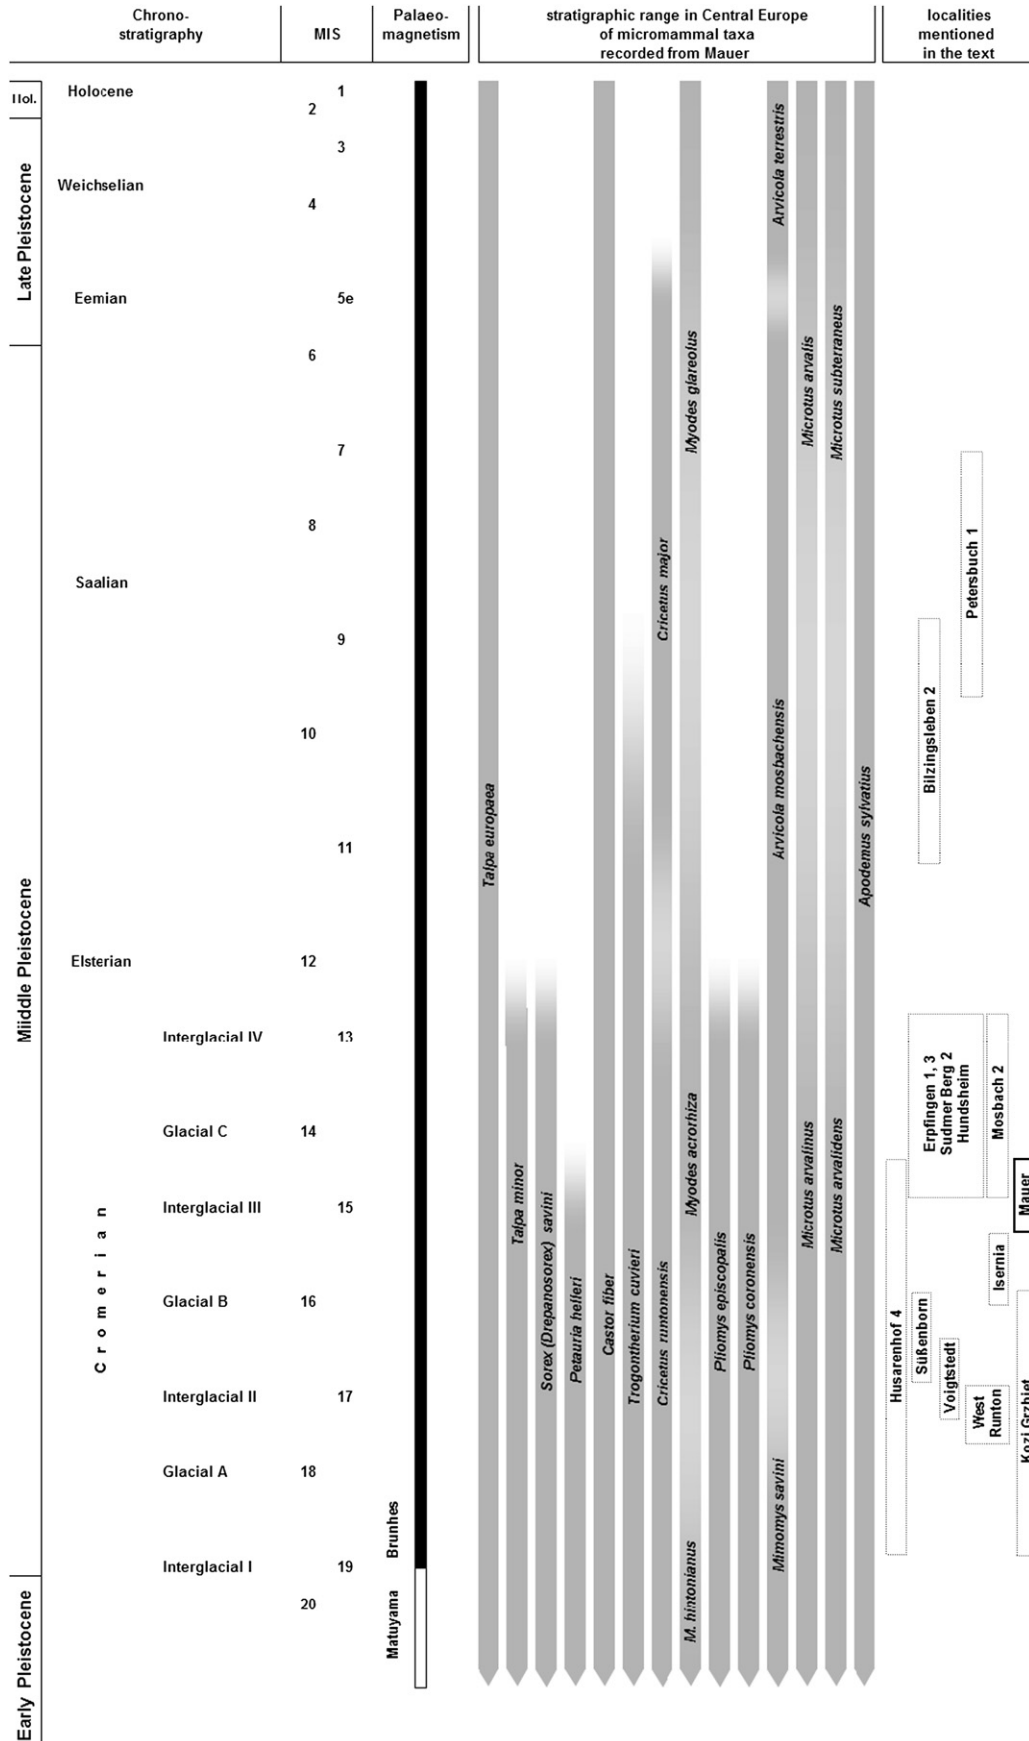 Chrono-
stratigraphy
MIS
Palaeo-
magnetism
stratigraphic range in Central Europe
of micromammal taxa
recorded from Mauer
localities
mentioned
in the text
Hol.
Late Pleistocene
Miiddle Pleistocene
Early Pleistocene
Holocene
Weichselian
Eemian
Saalian
Elsterian
Cromerian
Interglacial IV
Glacial C
Interglacial III
Glacial B
Interglacial II
Glacial A
Interglacial I
1
2
3
4
5e
6
7
8
9
10
11
12
13
14
15
16
17
18
19
20
Brunhes
Matuyama
Talpa europaea
Talpa minor
Sorex (Drepanosorex) savini
Petauria helleri
Castor fiber
Trogontherium cuvieri
Cricetus major
Cricetus runtonensis
Myodes glareolus
Myodes acrorhiza
M. hintonianus
Pliomys episcopalis
Pliomys coronensis
Arvicola terrestris
Arvicola mosbachensis
Mimomys savini
Microtus arvalis
Microtus arvalinus
Microtus subterraneus
Microtus arvalidens
Apodemus sylvatius
Petersbuch 1
Bilzingsleben 2
Erpfingen 1, 3
Sudmer Berg 2
Hundsheim
Mosbach 2
Mauer
Isernia
Husarenhof 4
Süßenborn
Voigtstedt
West
Runton
Kozi Grzbiet